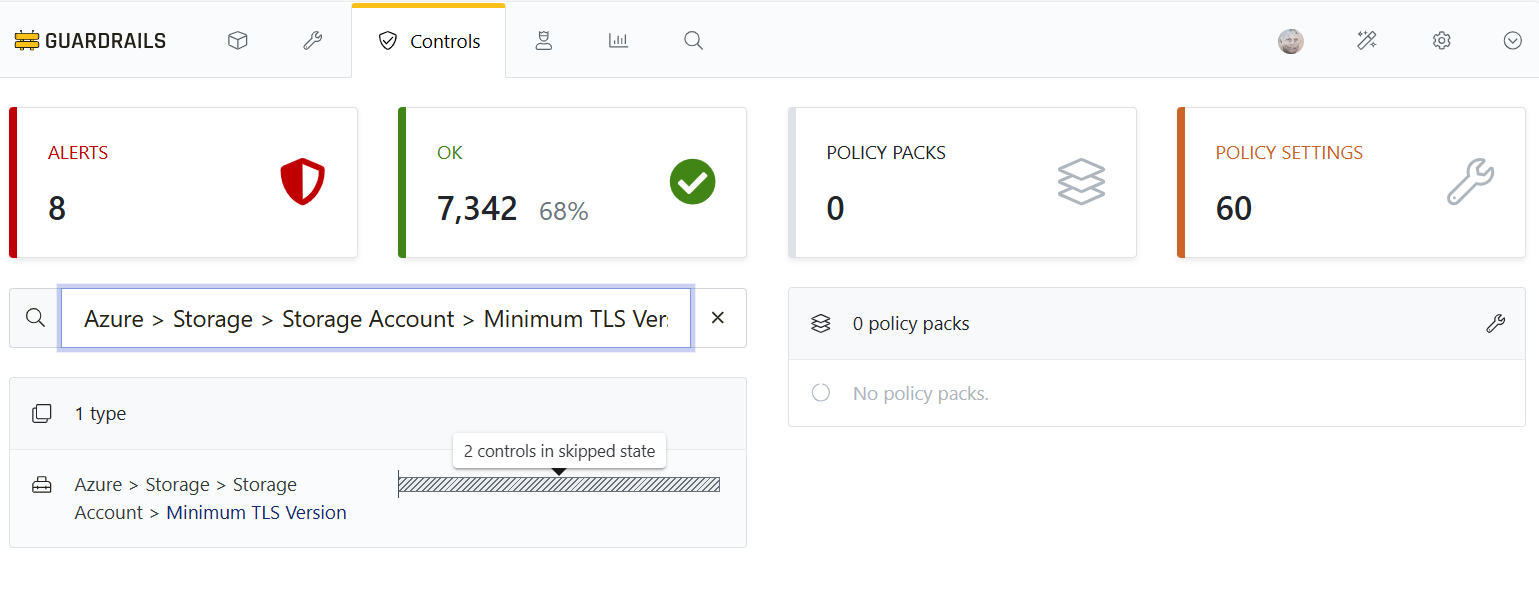 GUARDRAILS
Controls
ALERTS
8
OK
7,342 68%
POLICY PACKS
0
POLICY SETTINGS
60
Azure > Storage > Storage Account > Minimum TLS Ver
0 policy packs
No policy packs.
1 type
2 controls in skipped state
Azure > Storage > Storage
Account > Minimum TLS Version